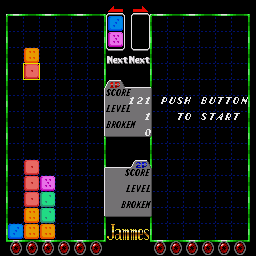 Next Next
SCORE
121
LEVEL
1
BROKEN
0
PUSH BUTTON
TO START
SCORE
LEVEL
BROKEN
Jammes